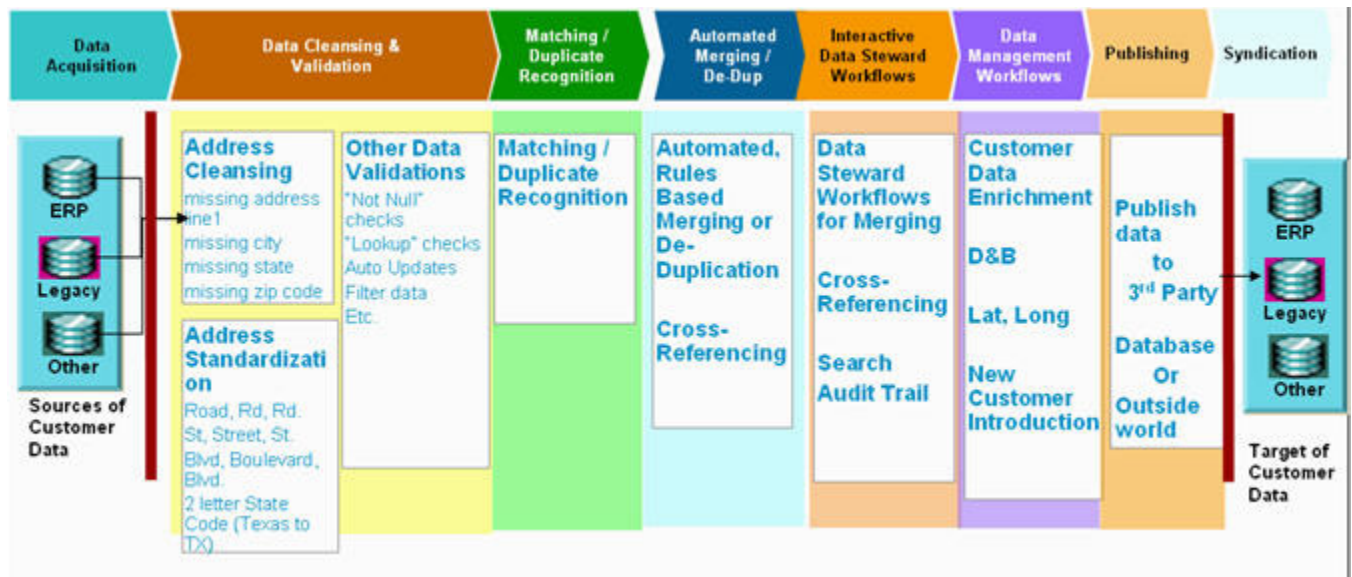 Data
Acquisition
Data Cleansing &
Validation
Matching /
Duplicate
Recognition
Automated
Merging /
De-Dup
Interactive
Data Steward
Workflows
Data
Management
Workflows
Publishing
Syndication
ERP
Legacy
Other
Sources of
Customer
Data
Address
Cleansing
missing address
line1
missing city
missing state
missing zip code
Address
Standardizati
on
Road, Rd, Rd.
St, Street, St.
Blvd, Boulevard,
Blvd.
2 letter State
Code (Texas to
TX)
Other Data
Validations
"Not Null"
checks
"Lookup" checks
Auto Updates
Filter data
Etc.
Matching /
Duplicate
Recognition
Automated,
Rules
Based
Merging or
De-
Duplication
Cross-
Referencing
Data
Steward
Workflows
for Merging
Cross-
Referencing
Search
Audit Trail
Customer
Data
Enrichment
D&B
Lat, Long
New
Customer
Introduction
Publish
data
to
3rd Party
Database
Or
Outside
world
ERP
Legacy
Other
Target of
Customer
Data